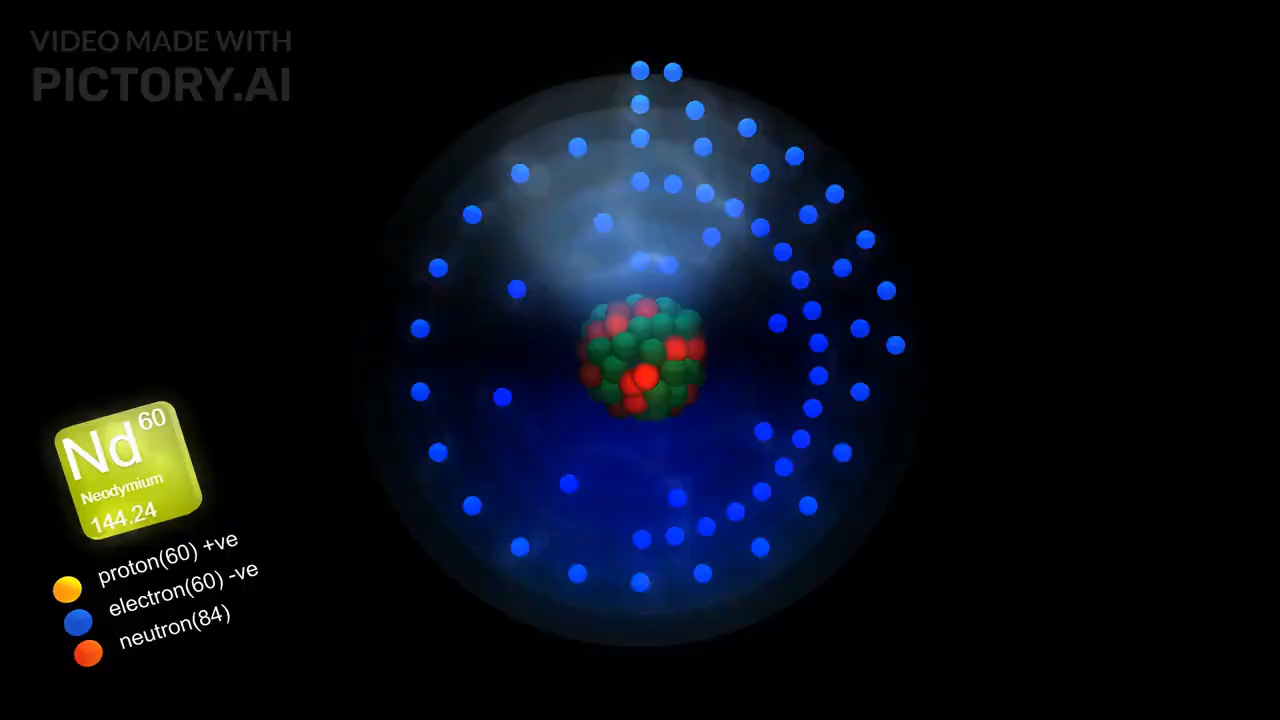 VIDEO MADE WITH
PICTORY.AI
60
Nd
Neodymium
144.24
proton(60) +ve
electron(60) -ve
neutron(84)